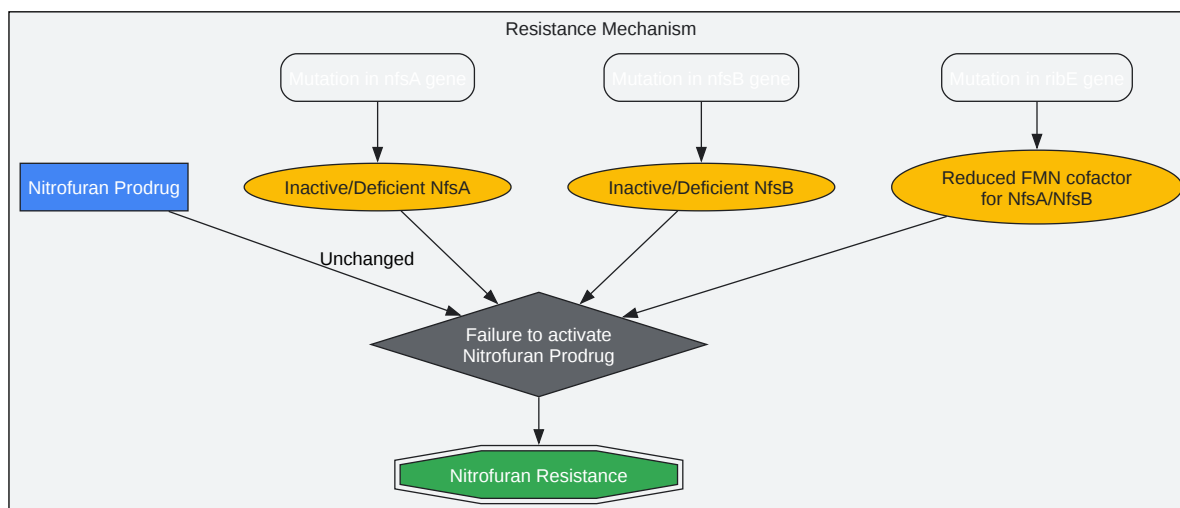 Resistance Mechanism
Mutation in nfsA gene
Mutation in nfsB gene
Mutation in ribE gene
Nitrofuran Prodrug
Inactive/Deficient NfsA
Inactive/Deficient NfsB
Reduced FMN cofactor
for NfsA/NfsB
Unchanged
Failure to activate
Nitrofuran Prodrug
Nitrofuran Resistance